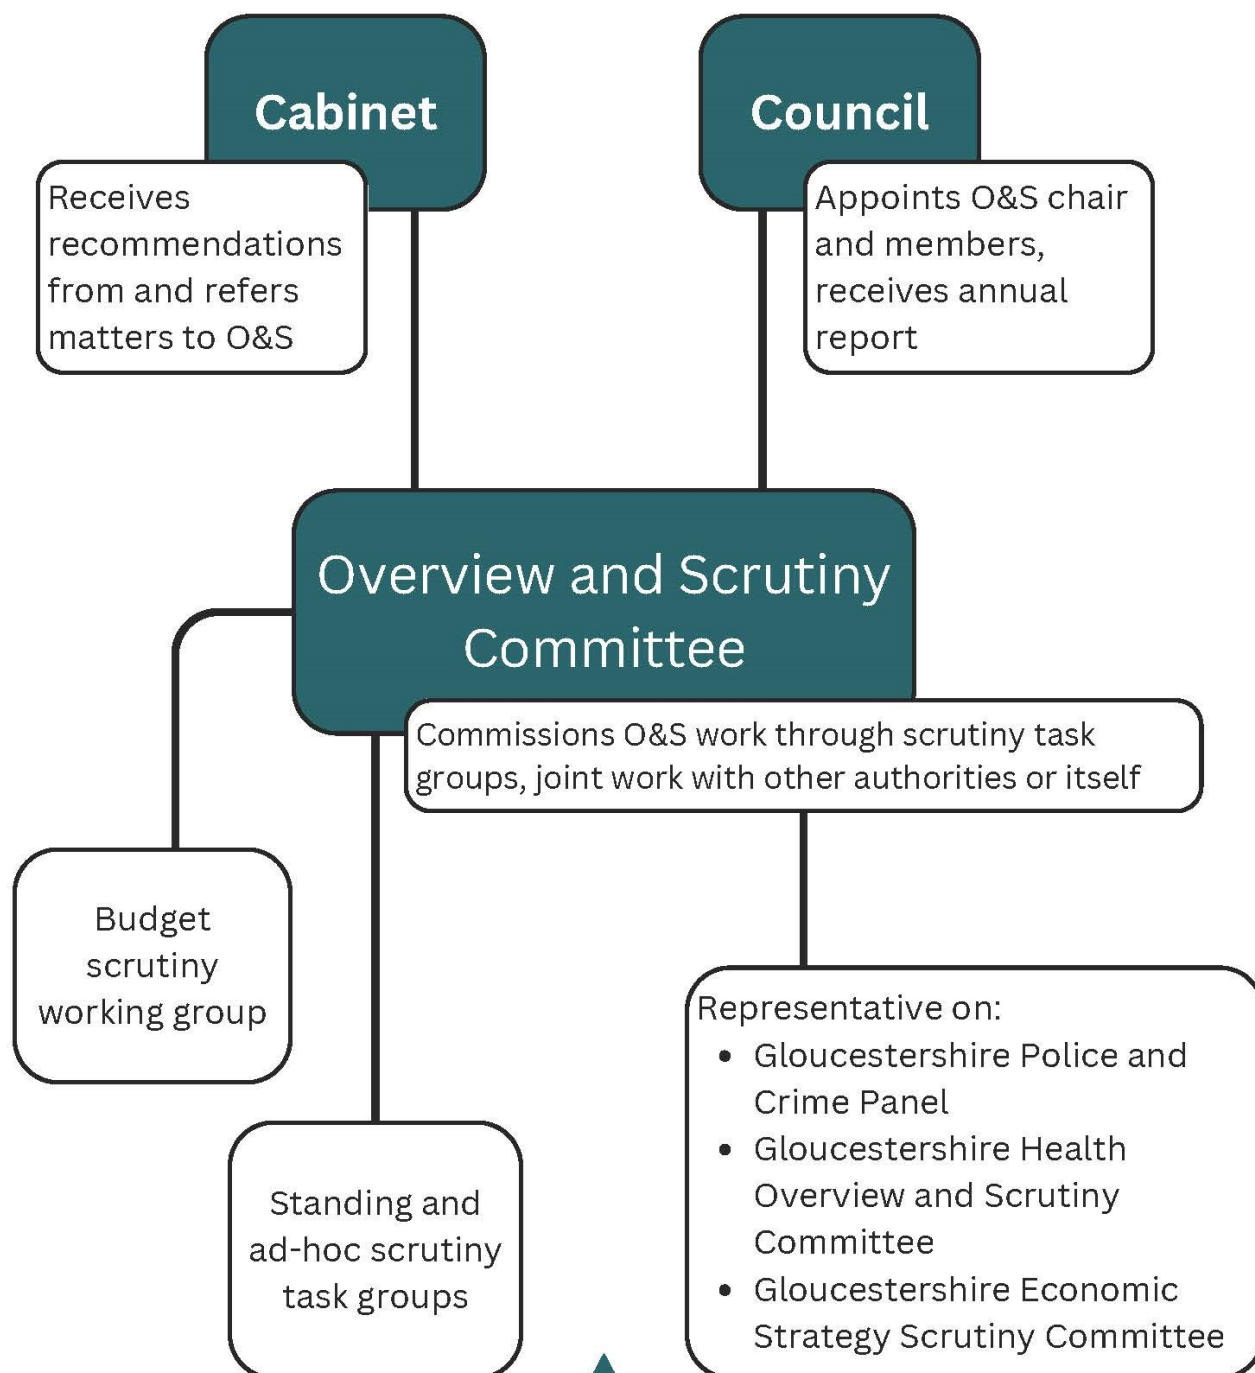 Cabinet
Receives
recommendations
from and refers
matters to O&S
Council
Appoints O&S chair
and members,
receives annual
report
Overview and Scrutiny
Committee
Commissions O&S work through scrutiny task
groups, joint work with other authorities or itself
Budget
scrutiny
working group
Standing and
ad-hoc scrutiny
task groups
Representative on:
• Gloucestershire Police and
Crime Panel
• Gloucestershire Health
Overview and Scrutiny
Committee
• Gloucestershire Economic
Strategy Scrutiny Committee